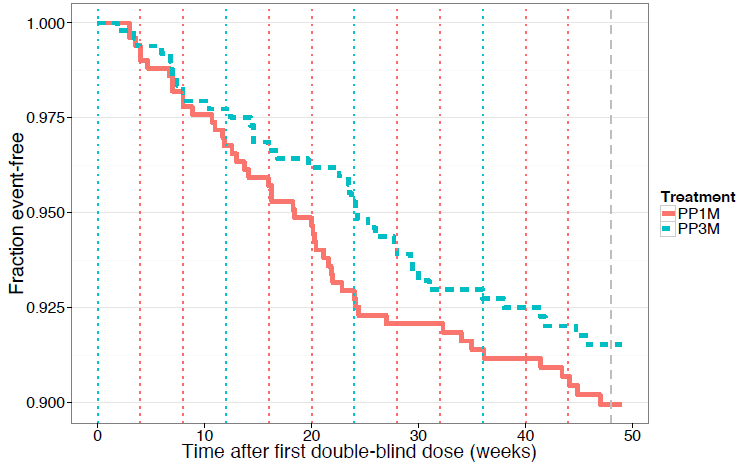 Fraction event-free
1.000
0.975
0.950
0.925
0.900
0 10 20 30 40 50
Time after first double-blind dose (weeks)
Treatment
PP1M
PP3M